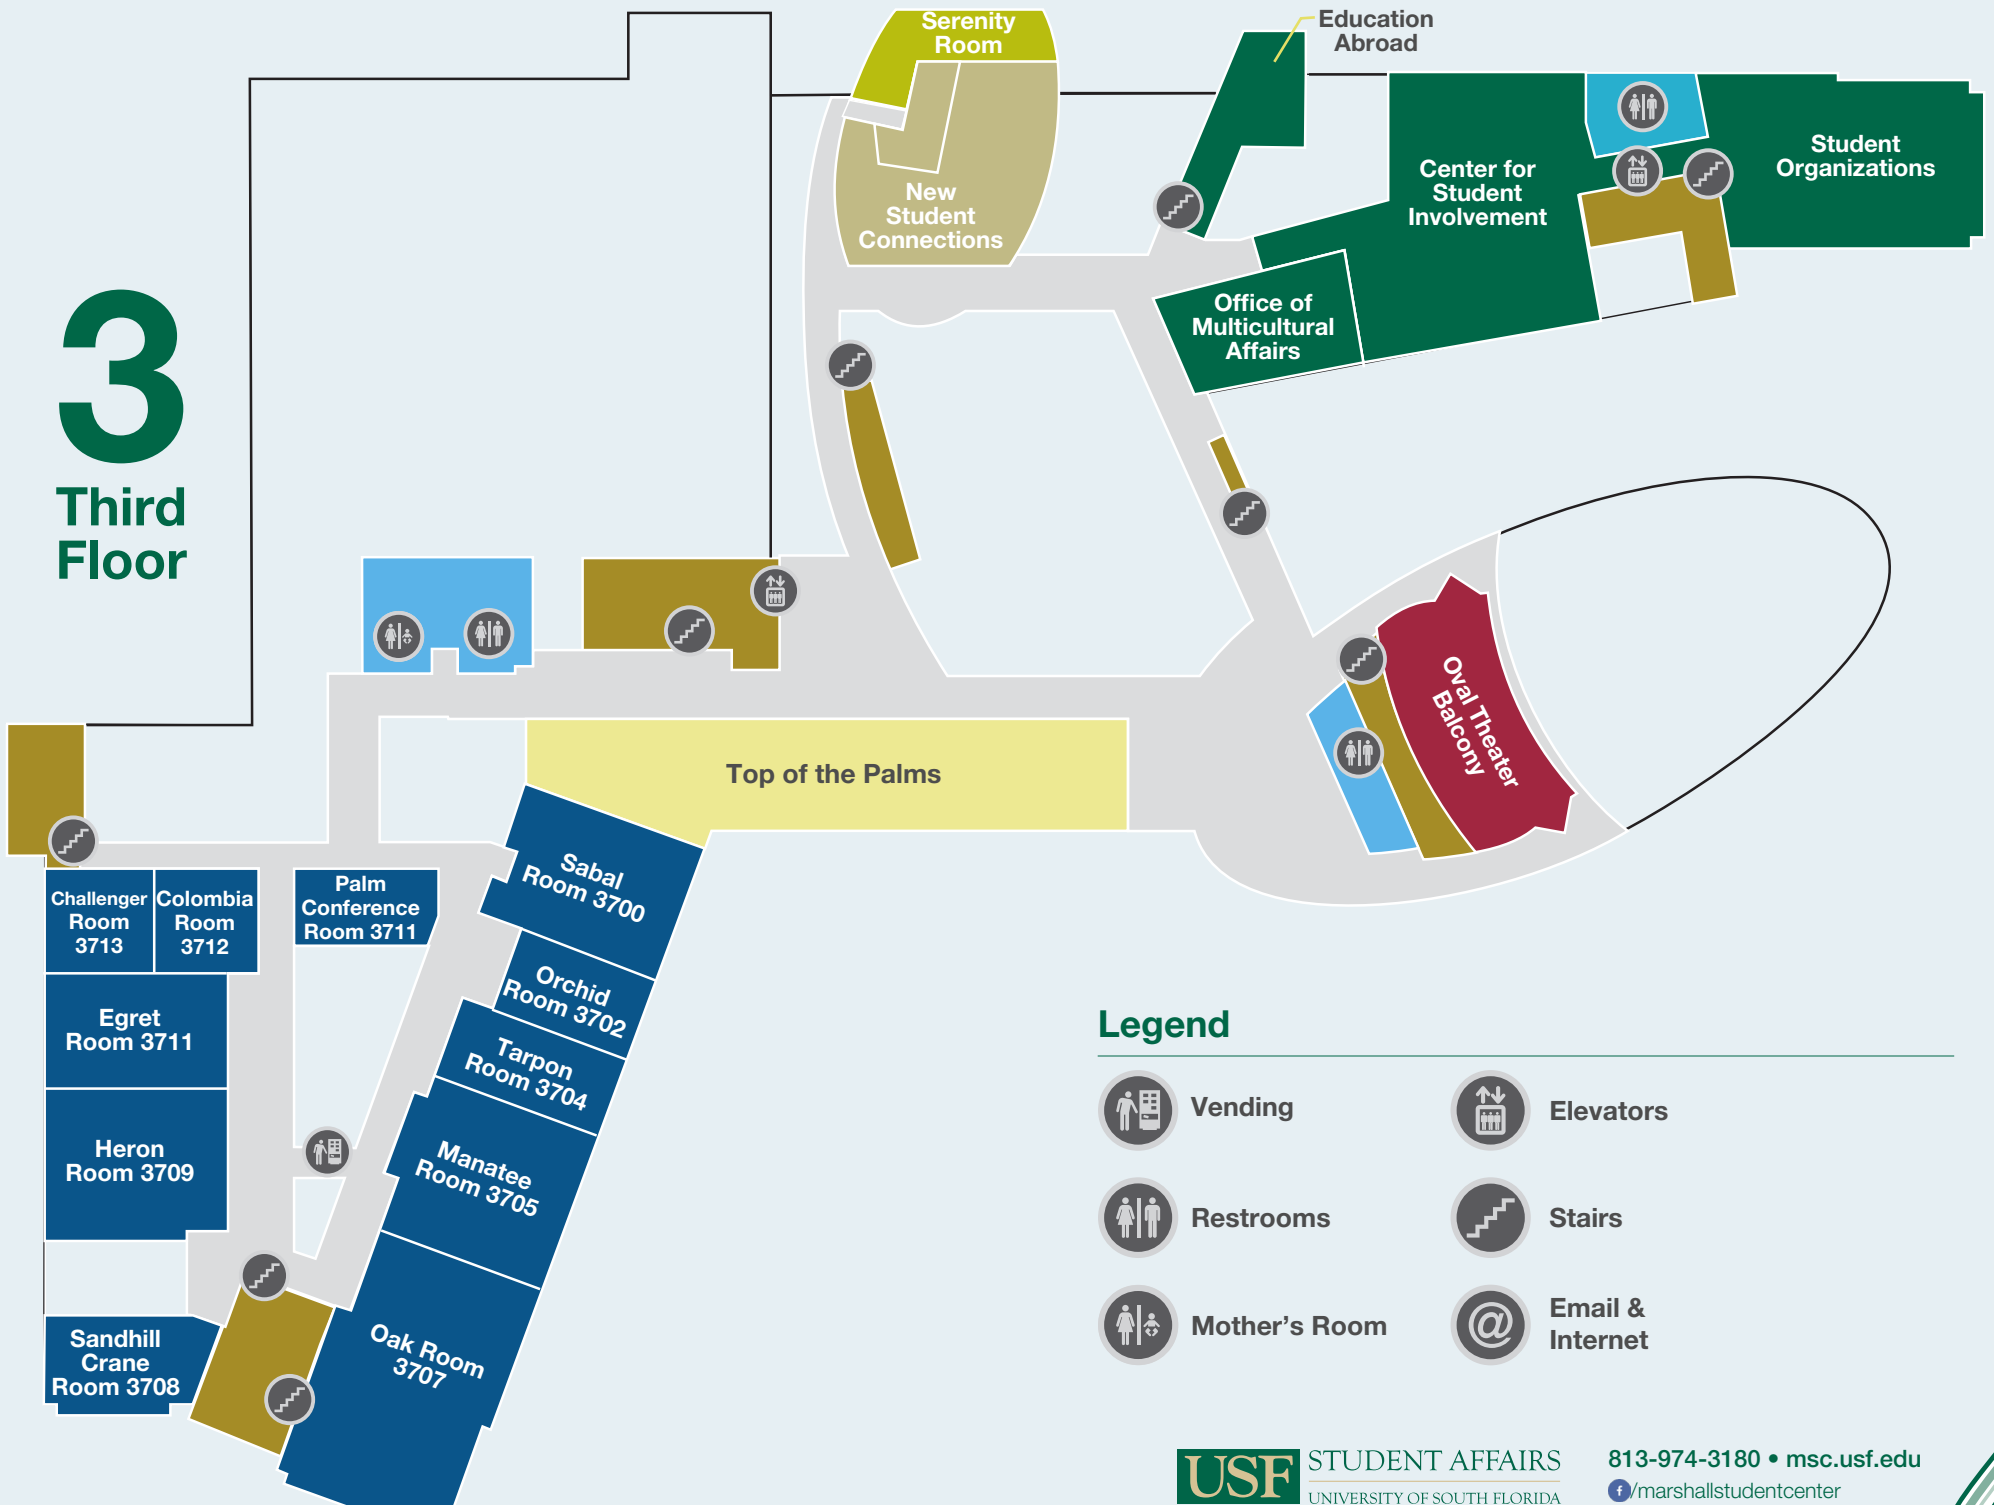 Serenity
Room
Education
Abroad
New
Student
Connections
Center for
Student
Involvement
Student
Organizations
Office of
Multicultural
Affairs
3
Third
Floor
Oval Theater
Balcony
Top of the Palms
Sabal
Room 3700
Challenger
Room
3713
Colombia
Room
3712
Palm
Conference
Room 3711
Orchid
Room 3702
Egret
Room 3711
Tarpon
Room 3704
Heron
Room 3709
Manatee
Room 3705
Sandhill
Crane
Room 3708
Oak Room
3707
Legend
Vending
Elevators
Restrooms
Stairs
Mother’s Room
@
Email &
Internet
USF
STUDENT AFFAIRS
UNIVERSITY OF SOUTH FLORIDA
813-974-3180 • msc.usf.edu
f/marshallstudentcenter